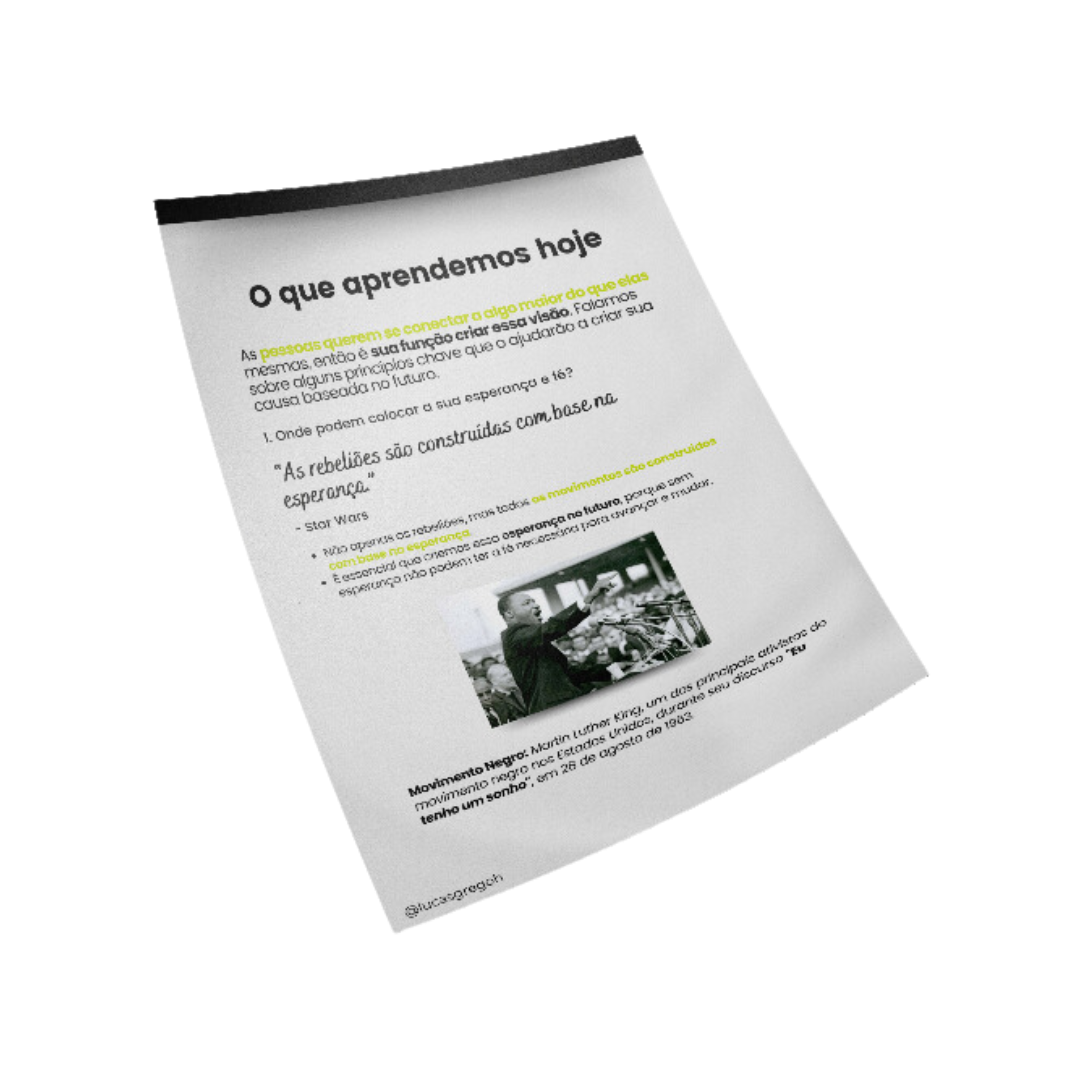 O que aprendemos hoje
As pessoas querem se conectar a algo maior do que elas
mesmas, então é sua função criar essa visão. Falamos
sobre alguns princípios chave que o ajudarão a criar sua
causa baseada no futuro.
1. Onde podem colocar a sua esperança e fé?
"As rebeliões são construídas com base na
esperança."
- Star Wars
• Não apenas as rebeliões, mas todos os movimentos são construídos
com base na esperança.
• É essencial que criemos essa esperança no futuro, porque sem
esperança não podem ter a fé necessária para avançar e mudar.
Movimento Negro: Martin Luther King, um dos principais ativistas do
movimento negro nos Estados Unidos, durante seu discurso "Eu
tenho um sonho", em 28 de agosto de 1963.
@lucasgregoh